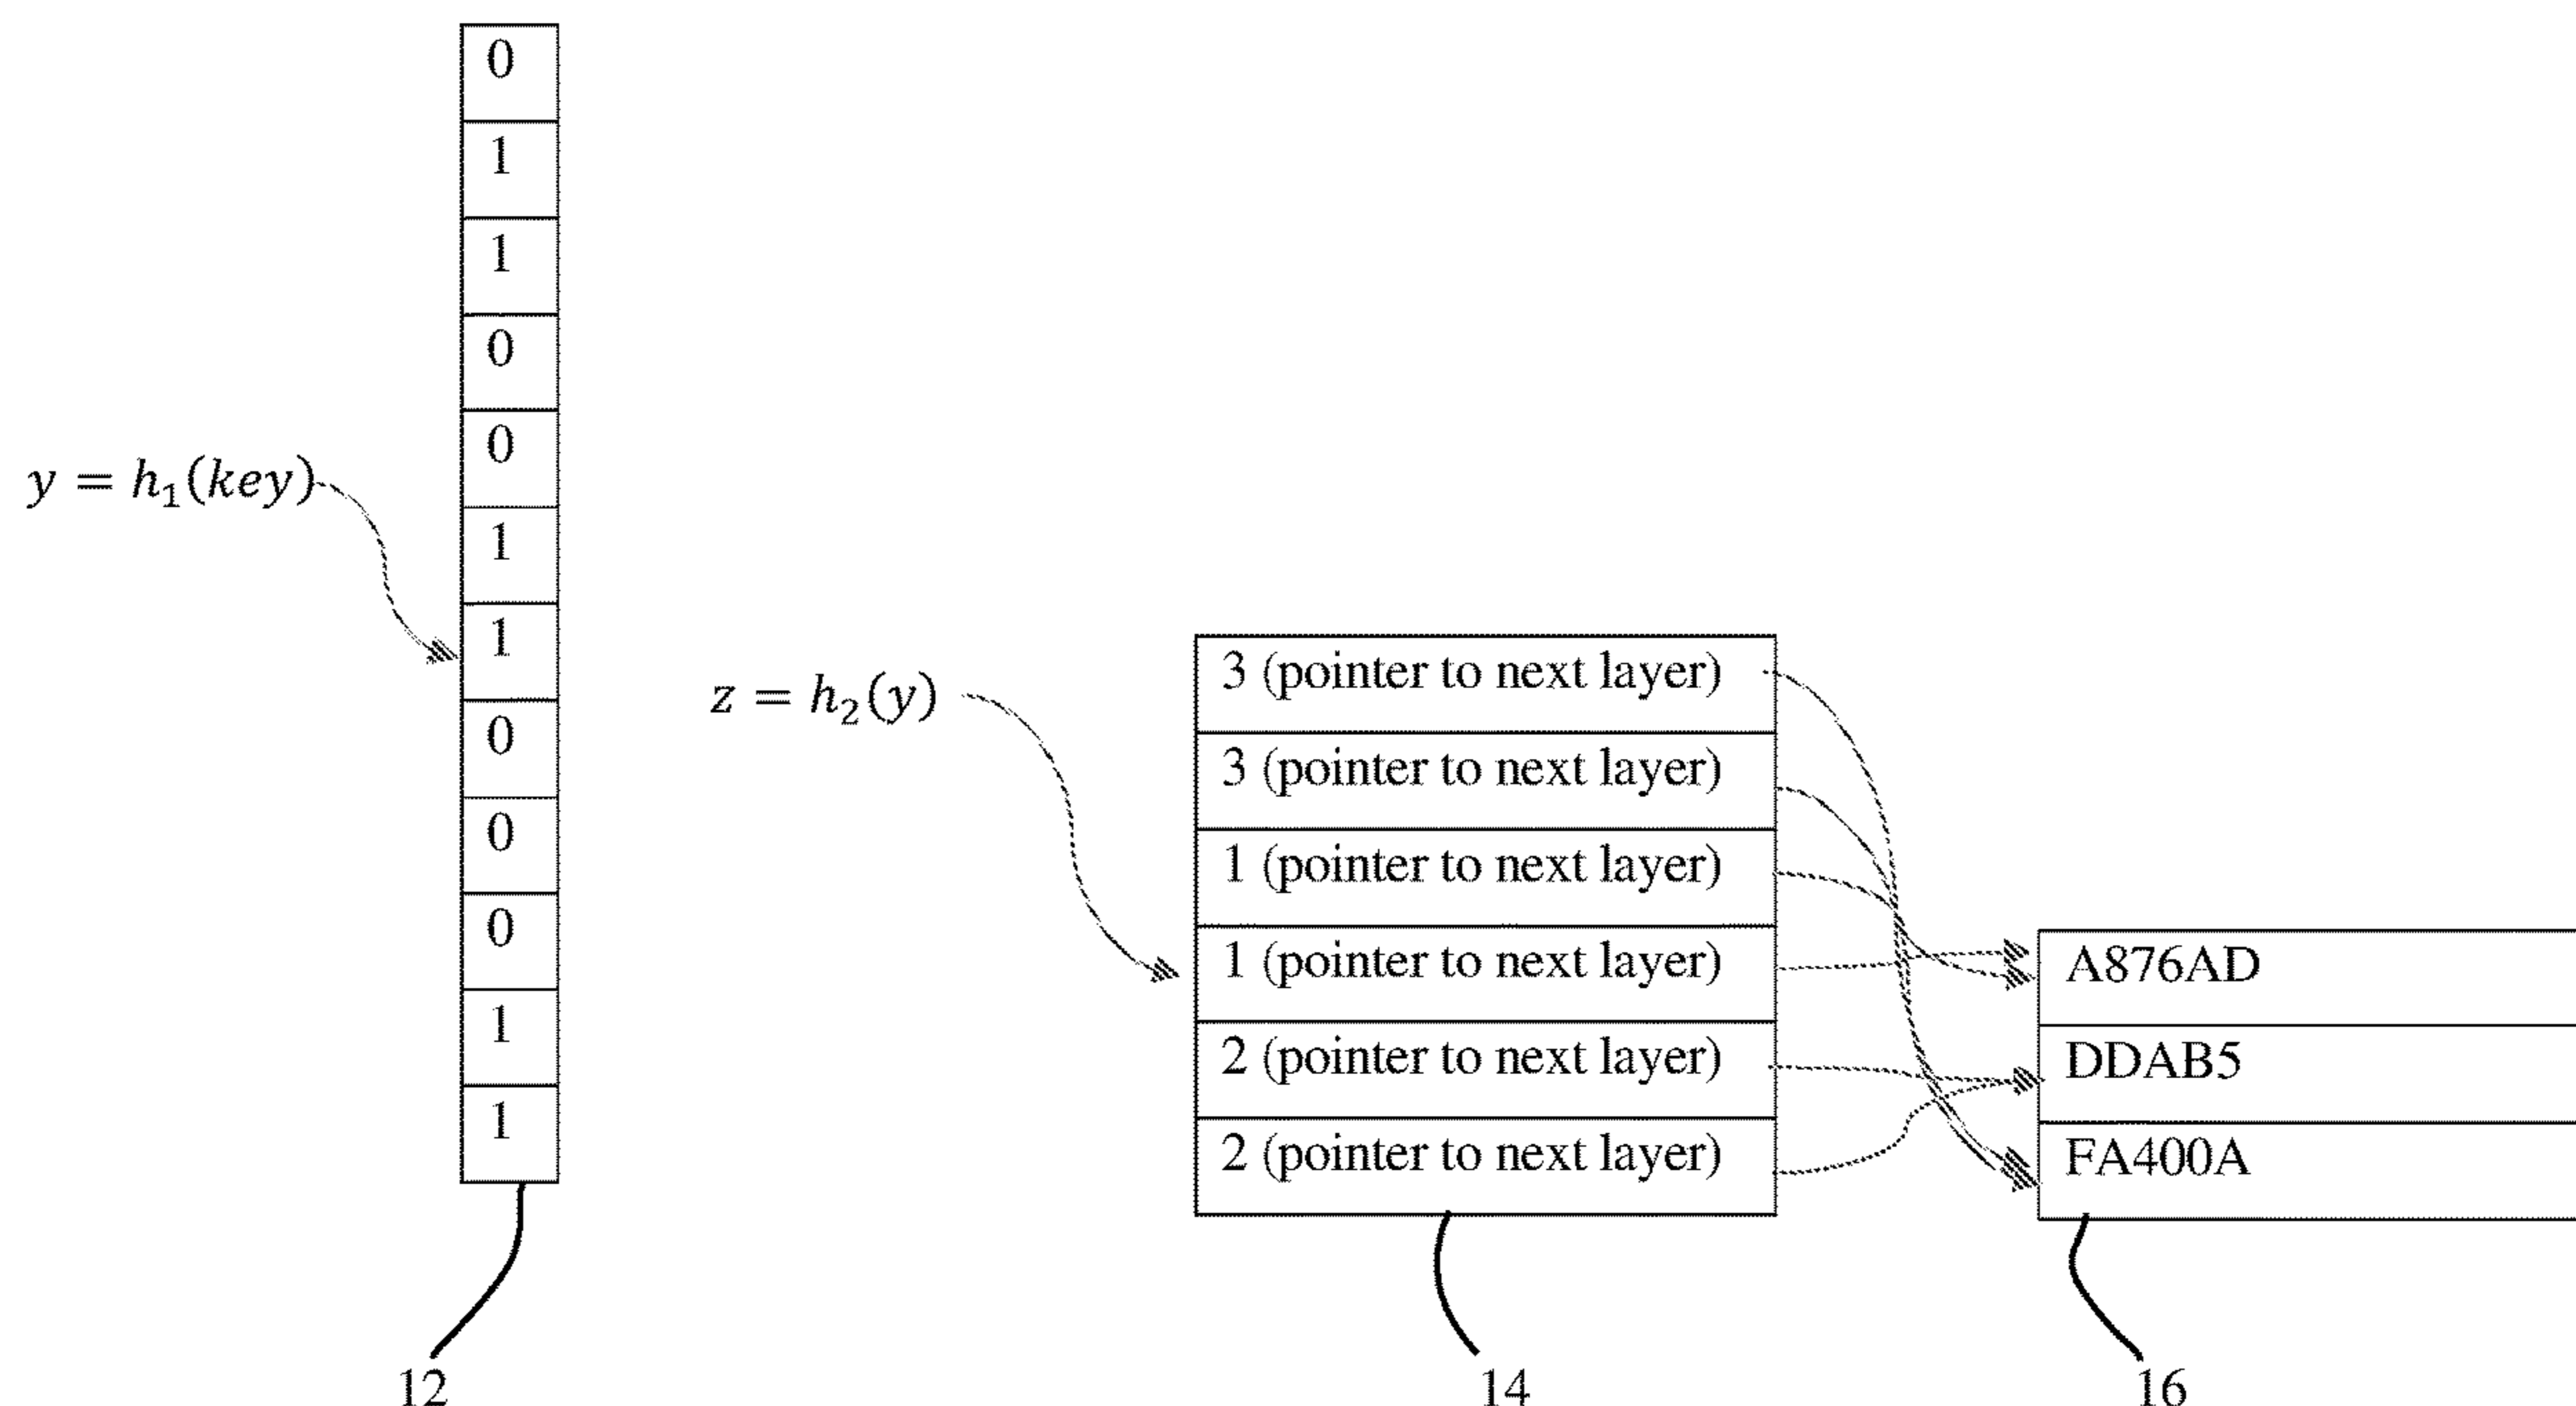 0
1
1
0
0
y = h₁(key)
1
1
0
0
0
1
1
12
z = h₂(y)
3 (pointer to next layer)
3 (pointer to next layer)
1 (pointer to next layer)
1 (pointer to next layer)
2 (pointer to next layer)
2 (pointer to next layer)
14
A876AD
DDAB5
FA400A
16